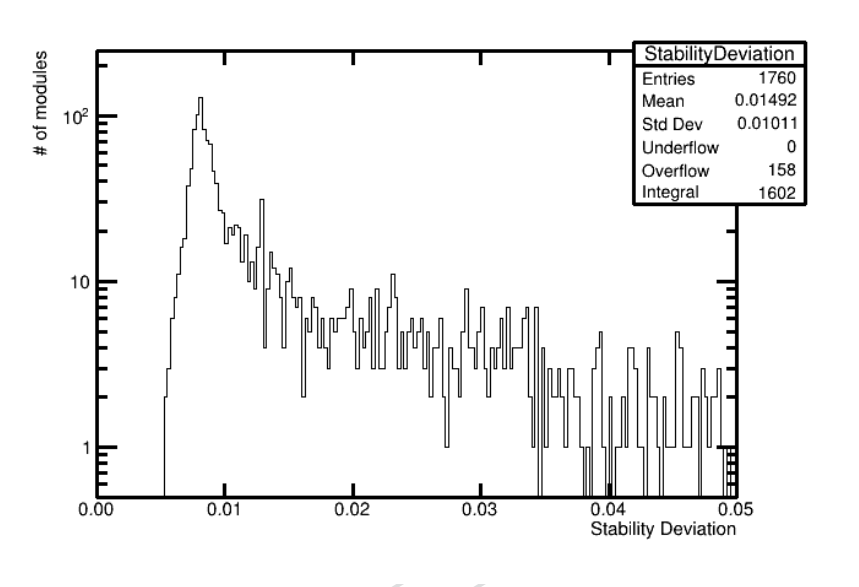 StabilityDeviation
Entries 1760
Mean 0.01492
Std Dev 0.01011
Underflow 0
Overflow 158
Integral 1602
# of modules
10²
10
1
0.00 0.01 0.02 0.03 0.04 0.05
Stability Deviation